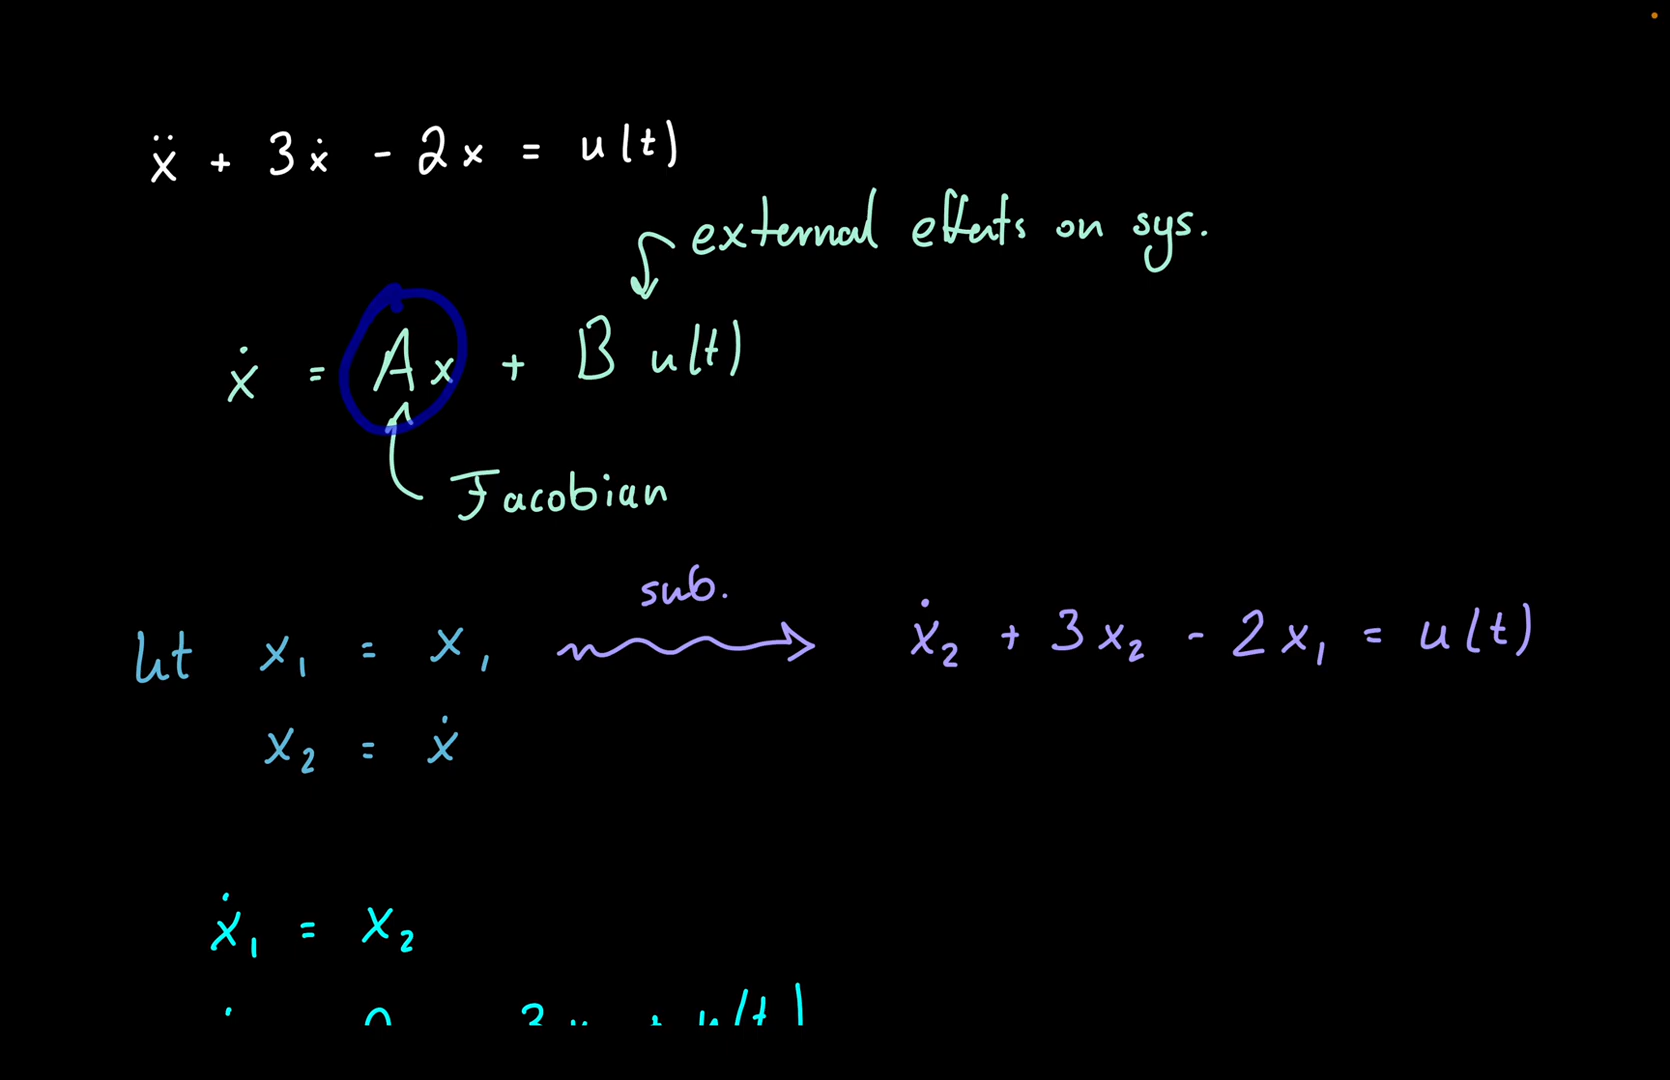 ẍ + 3ẋ - 2x = u(t)
external effects on sys.
ẋ = Ax + B u(t)
Jacobian
sub.
let x₁ = x, ẋ₂ + 3x₂ - 2x₁ = u(t)
x₂ = ẋ
ẋ₁ = x₂